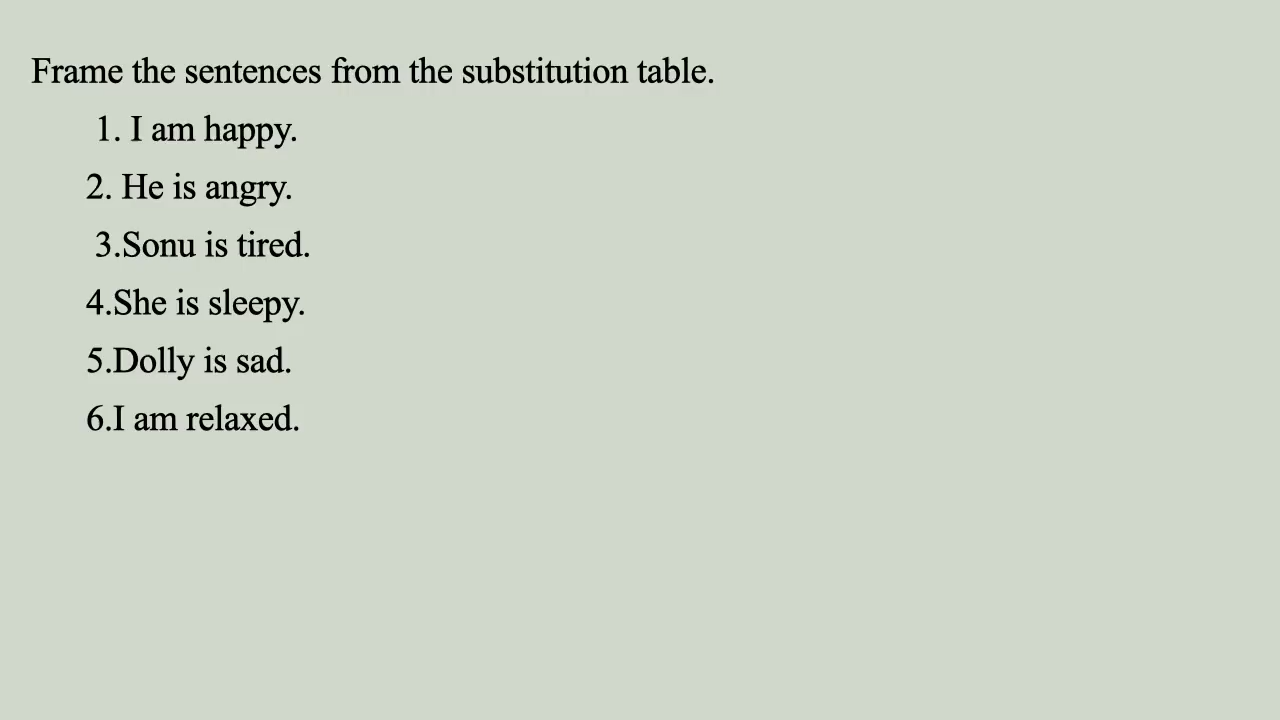 Frame the sentences from the substitution table.
1. I am happy.
2. He is angry.
3.Sonu is tired.
4.She is sleepy.
5.Dolly is sad.
6.I am relaxed.